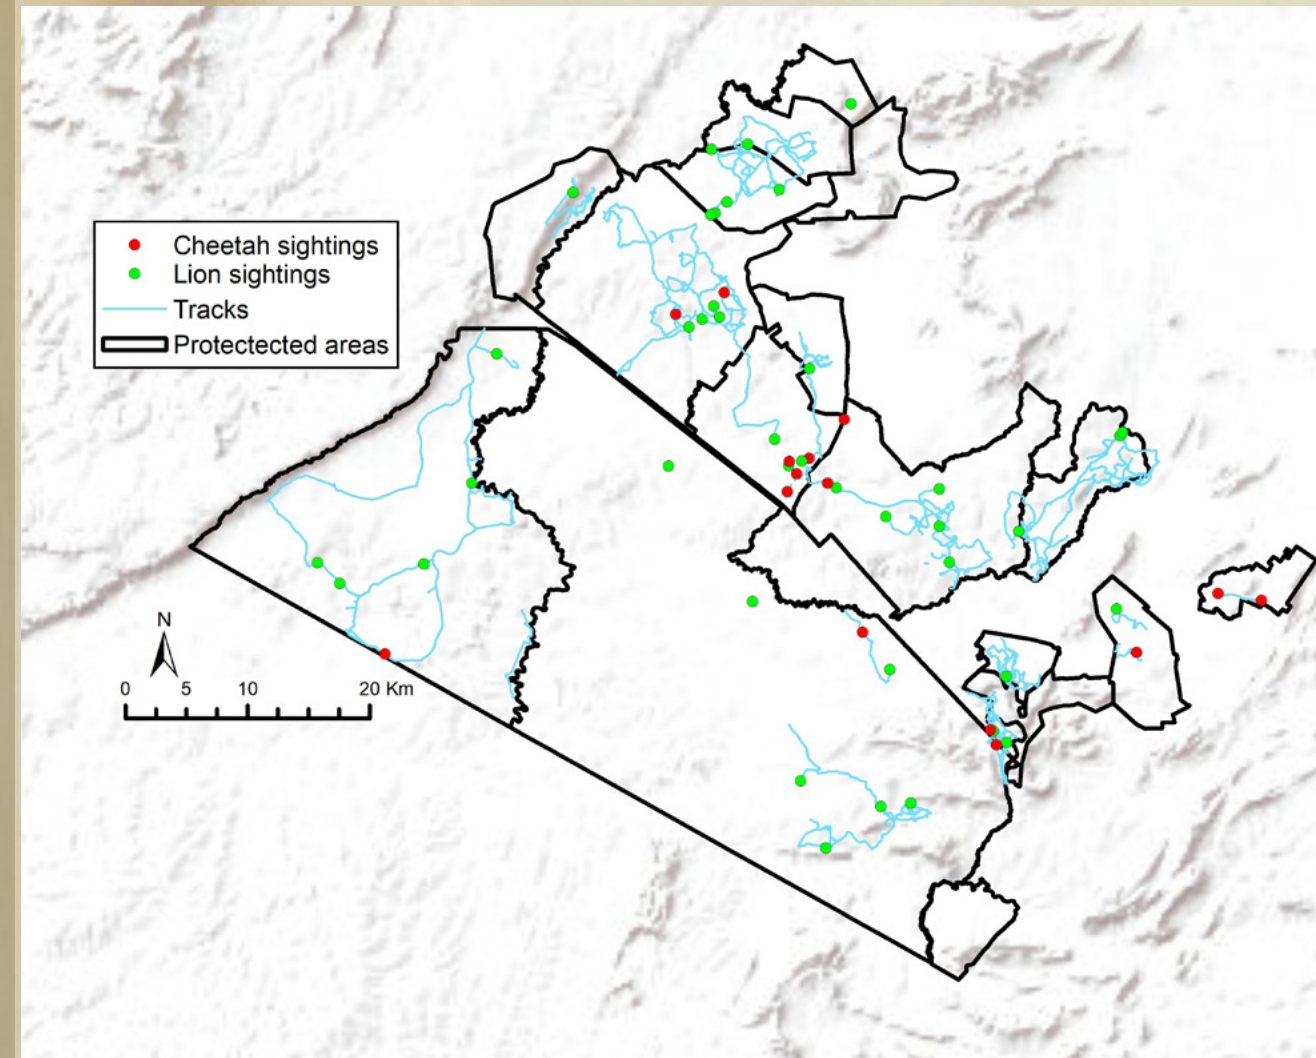 Cheetah sightings
Lion sightings
Tracks
Protectected areas
N
0 5 10 20 Km